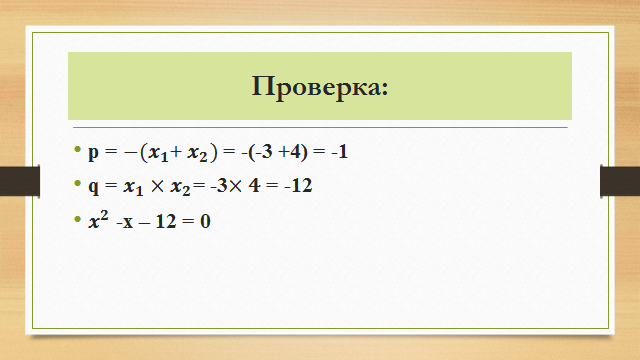 Проверка:
• p = −(x₁+ x₂) = -(-3 +4) = -1
• q = x₁ × x₂= -3× 4 = -12
• x² -x – 12 = 0